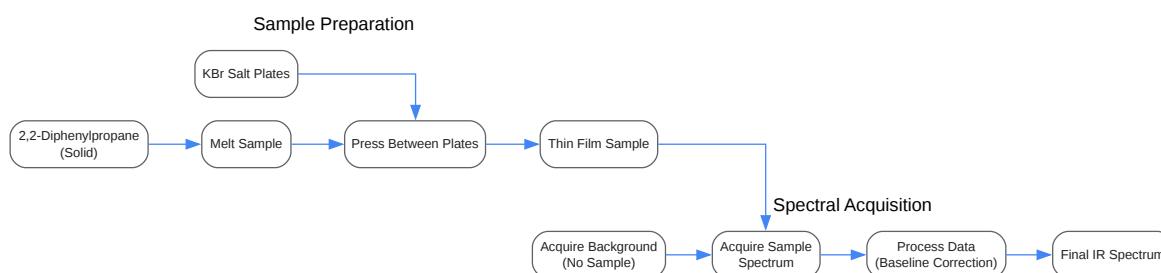 Sample Preparation
KBr Salt Plates
2,2-Diphenylpropane
(Solid)
Melt Sample
Press Between Plates
Thin Film Sample
Spectral Acquisition
Acquire Background
(No Sample)
Acquire Sample
Spectrum
Process Data
(Baseline Correction)
Final IR Spectrum